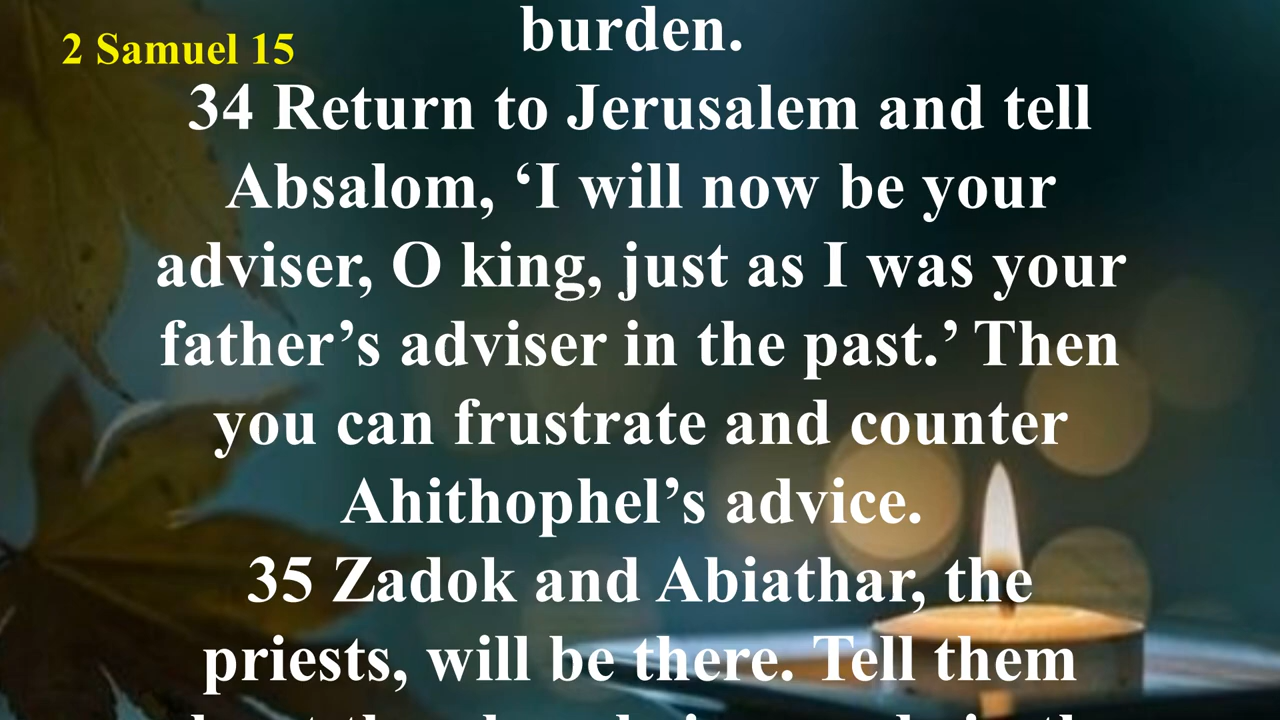 2 Samuel 15
burden.
34 Return to Jerusalem and tell
Absalom, ‘I will now be your
adviser, O king, just as I was your
father’s adviser in the past.’ Then
you can frustrate and counter
Ahithophel’s advice.
35 Zadok and Abiathar, the
priests, will be there. Tell them